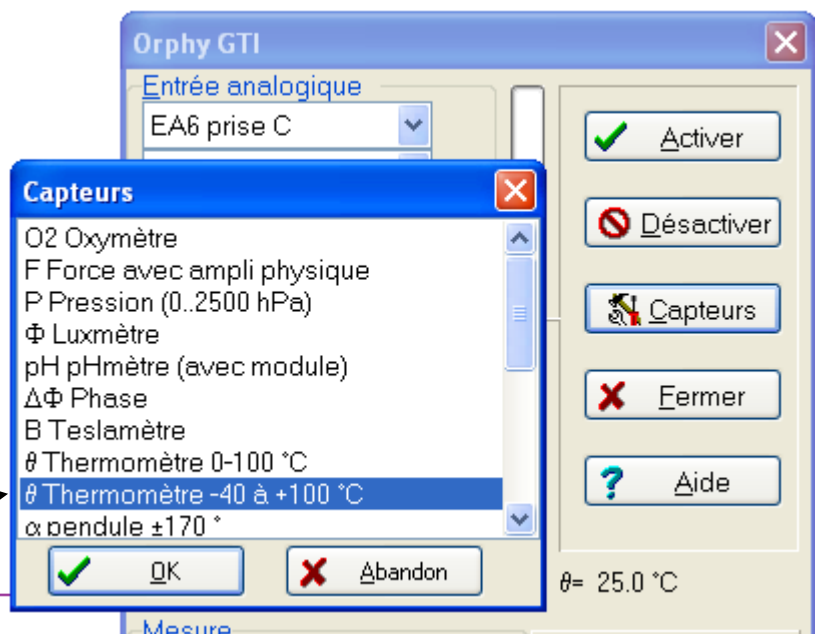 Orphy GTI
Entrée analogique
EA6 prise C
Activer
Désactiver
Capteurs
Fermer
Aide
θ= 25.0 °C
Capteurs
O2 Oxymètre
F Force avec ampli physique
P Pression (0..2500 hPa)
Φ Luxmètre
pH pHmètre (avec module)
ΔΦ Phase
B Teslamètre
θ Thermomètre 0-100 °C
θ Thermomètre -40 à +100 °C
α pendule ±170 °
OK
Abandon
Mesure